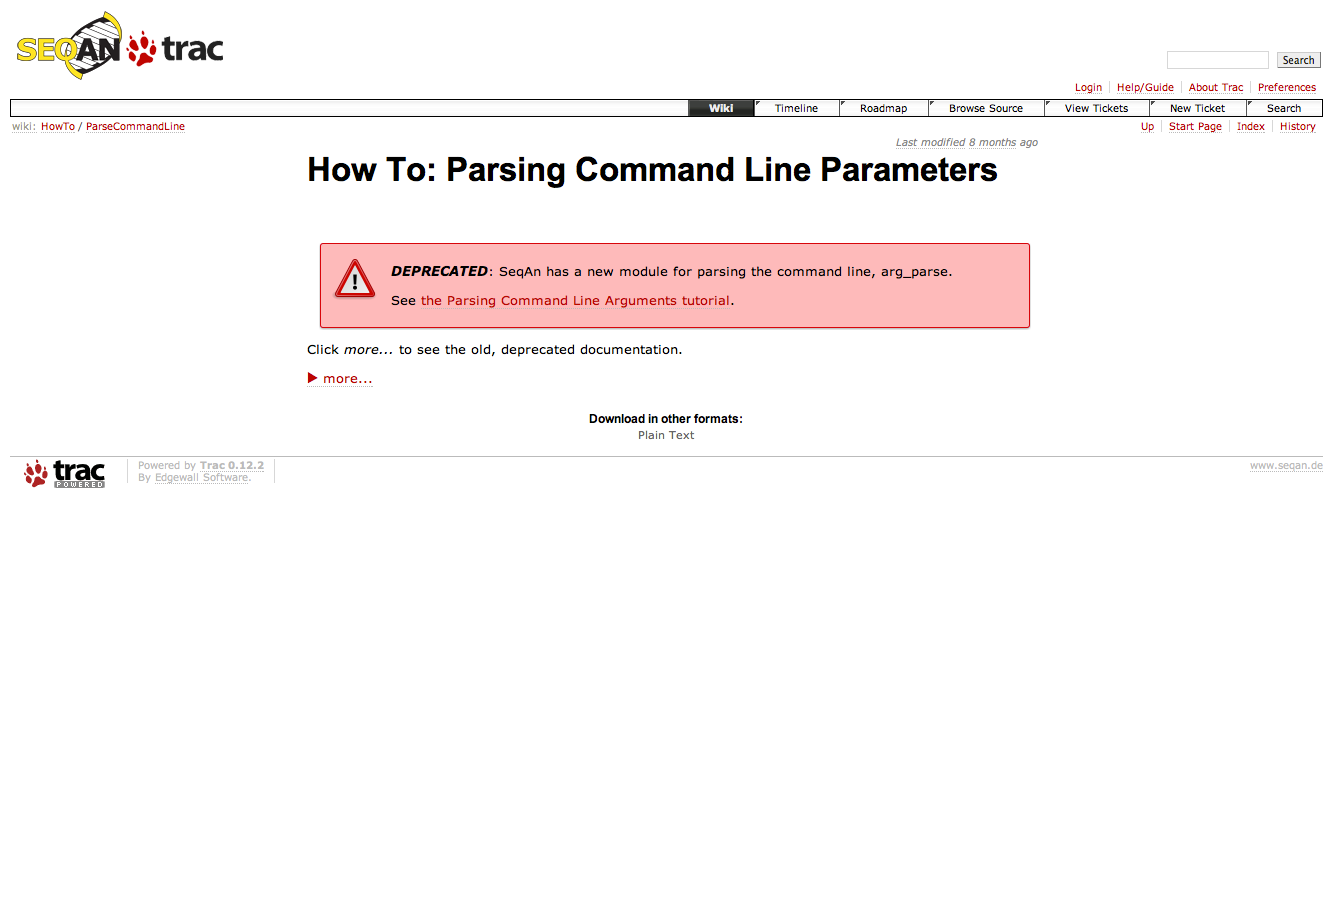 SEQAN trac
Search
Login Help/Guide About Trac Preferences
Wiki Timeline Roadmap Browse Source View Tickets New Ticket Search
wiki: HowTo / ParseCommandLine
Up Start Page Index History
Last modified 8 months ago
How To: Parsing Command Line Parameters
DEPRECATED: SeqAn has a new module for parsing the command line, arg_parse.
See the Parsing Command Line Arguments tutorial.
Click more... to see the old, deprecated documentation.
more...
Download in other formats:
Plain Text
trac
POWERED
Powered by Trac 0.12.2
By Edgewall Software.
www.seqan.de